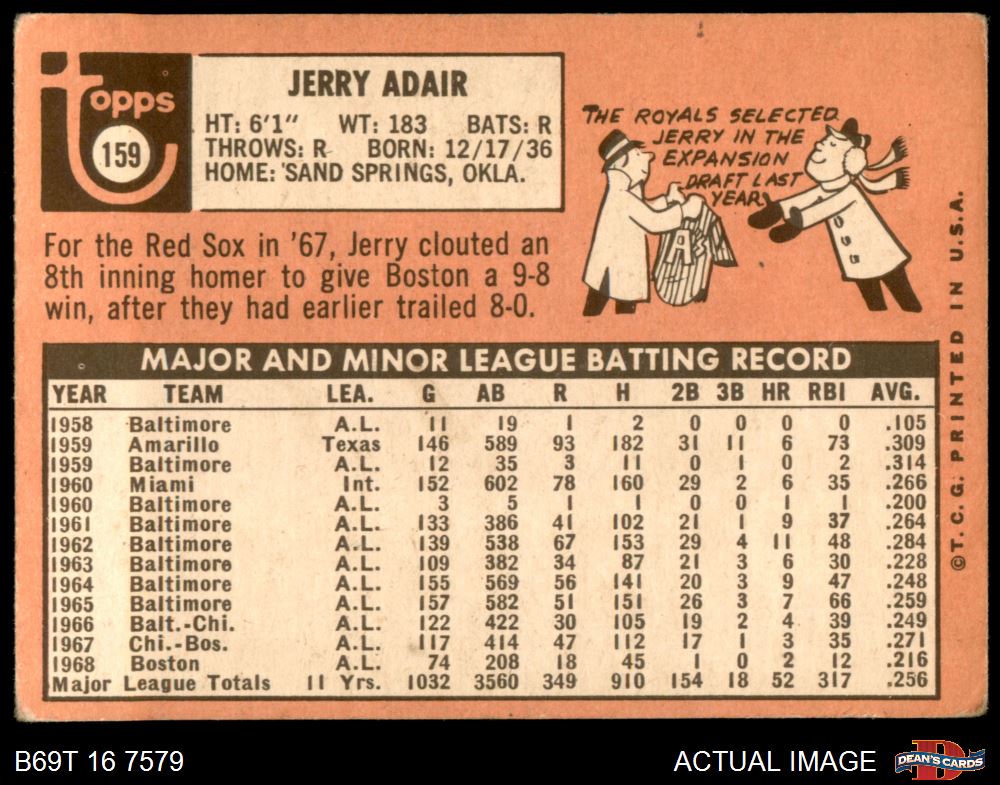 topps
159
JERRY ADAIR
HT: 6'1" WT: 183 BATS: R
THROWS: R BORN: 12/17/36
HOME: SAND SPRINGS, OKLA.
For the Red Sox in '67, Jerry clouted an
8th inning homer to give Boston a 9-8
win, after they had earlier trailed 8-0.
THE ROYALS SELECTED
JERRY IN THE
EXPANSION
DRAFT LAST
YEAR.
A's
MAJOR AND MINOR LEAGUE BATTING RECORD
YEAR TEAM LEA. G AB R H 2B 3B HR RBI AVG.
1958 Baltimore A.L. 11 19 1 2 0 0 0 0 .105
1959 Amarillo Texas 146 589 93 182 31 11 6 73 .309
1959 Baltimore A.L. 12 35 3 11 0 1 0 2 .314
1960 Miami Int. 152 602 78 160 29 2 6 35 .266
1960 Baltimore A.L. 3 5 1 1 0 0 1 1 .200
1961 Baltimore A.L. 133 386 41 102 21 1 9 37 .264
1962 Baltimore A.L. 139 538 67 153 29 4 11 48 .284
1963 Baltimore A.L. 109 382 34 87 21 3 6 30 .228
1964 Baltimore A.L. 155 569 56 141 20 3 9 47 .248
1965 Baltimore A.L. 157 582 51 151 26 3 7 66 .259
1966 Balt.-Chi. A.L. 122 422 30 105 19 2 4 39 .249
1967 Chi.-Bos. A.L. 117 414 47 112 17 1 3 35 .271
1968 Boston A.L. 74 208 18 45 1 0 2 12 .216
Major League Totals 11 Yrs. 1032 3560 349 910 154 18 52 317 .256
©T. C. G. PRINTED IN U.S.A.
B69T 16 7579
ACTUAL IMAGE
DEAN'S CARDS